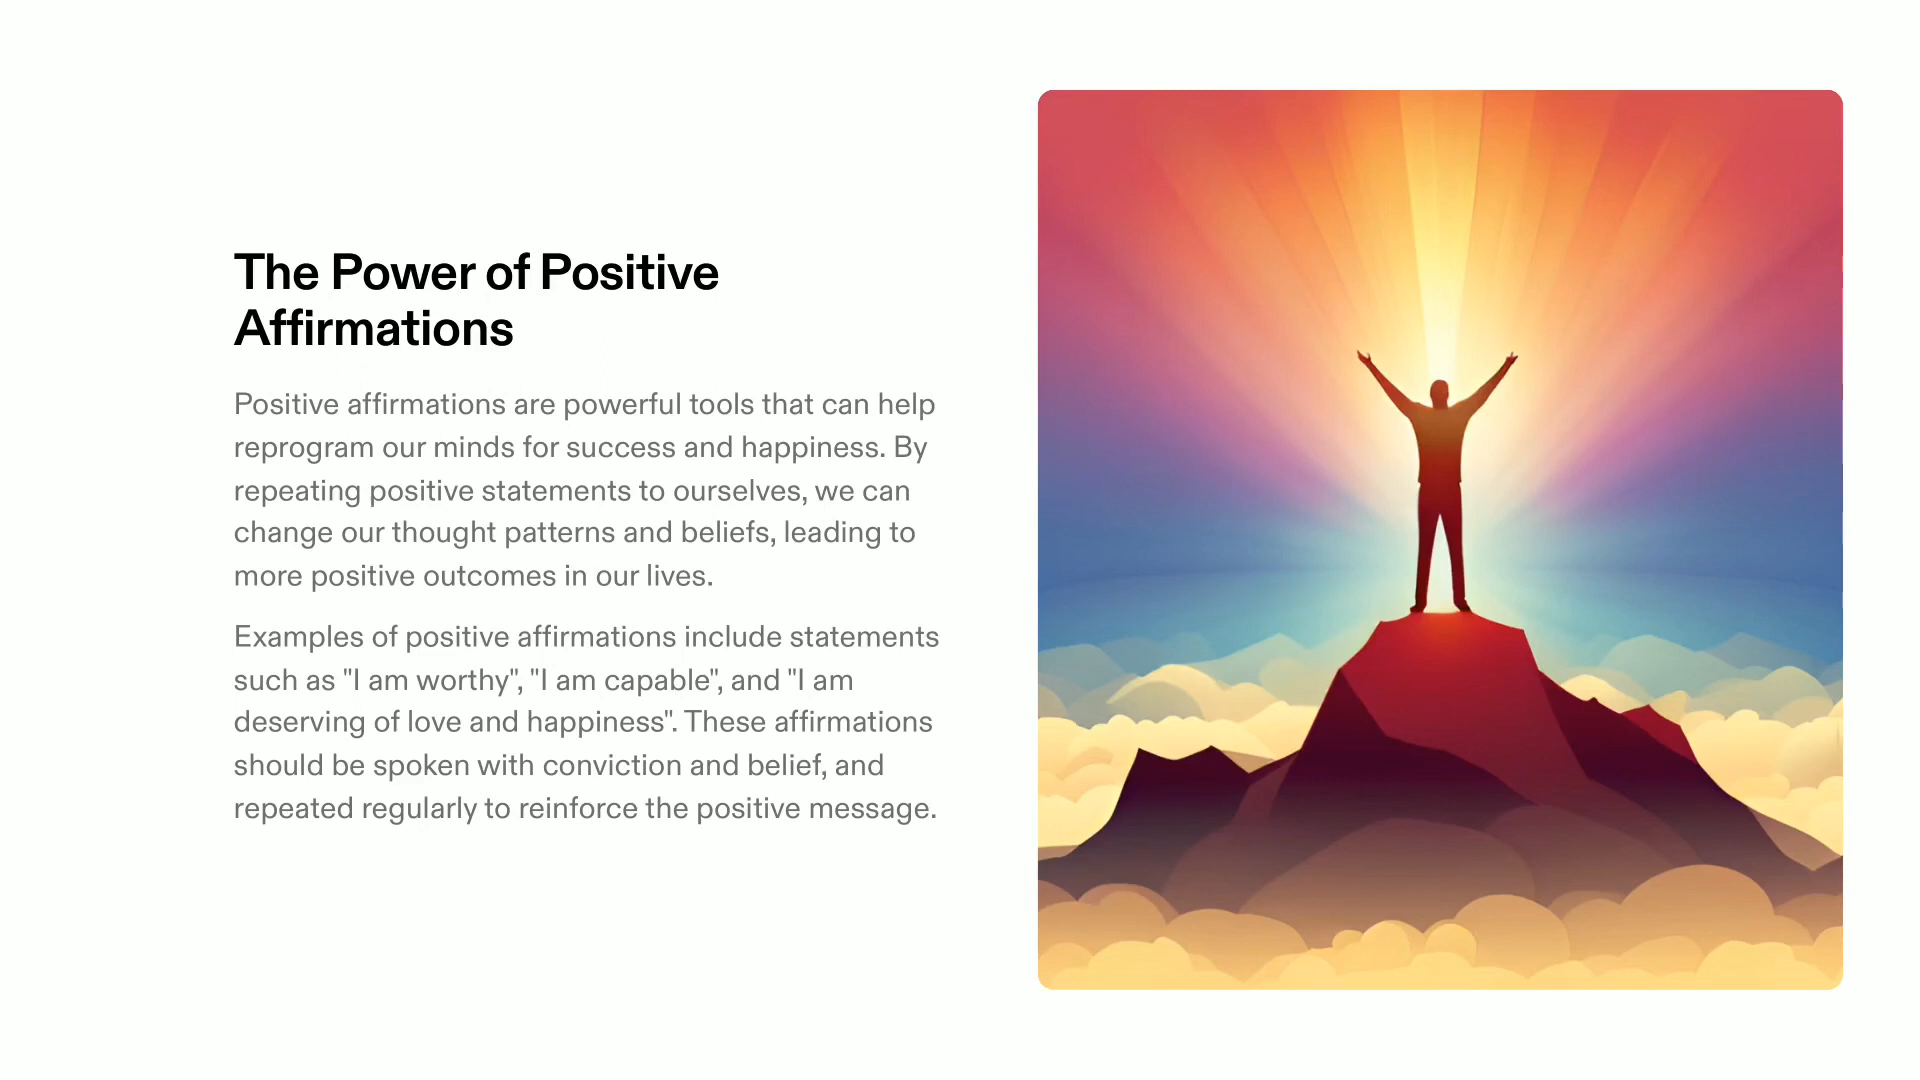 The Power of Positive
Affirmations
Positive affirmations are powerful tools that can help
reprogram our minds for success and happiness. By
repeating positive statements to ourselves, we can
change our thought patterns and beliefs, leading to
more positive outcomes in our lives.
Examples of positive affirmations include statements
such as "I am worthy", "I am capable", and "I am
deserving of love and happiness". These affirmations
should be spoken with conviction and belief, and
repeated regularly to reinforce the positive message.